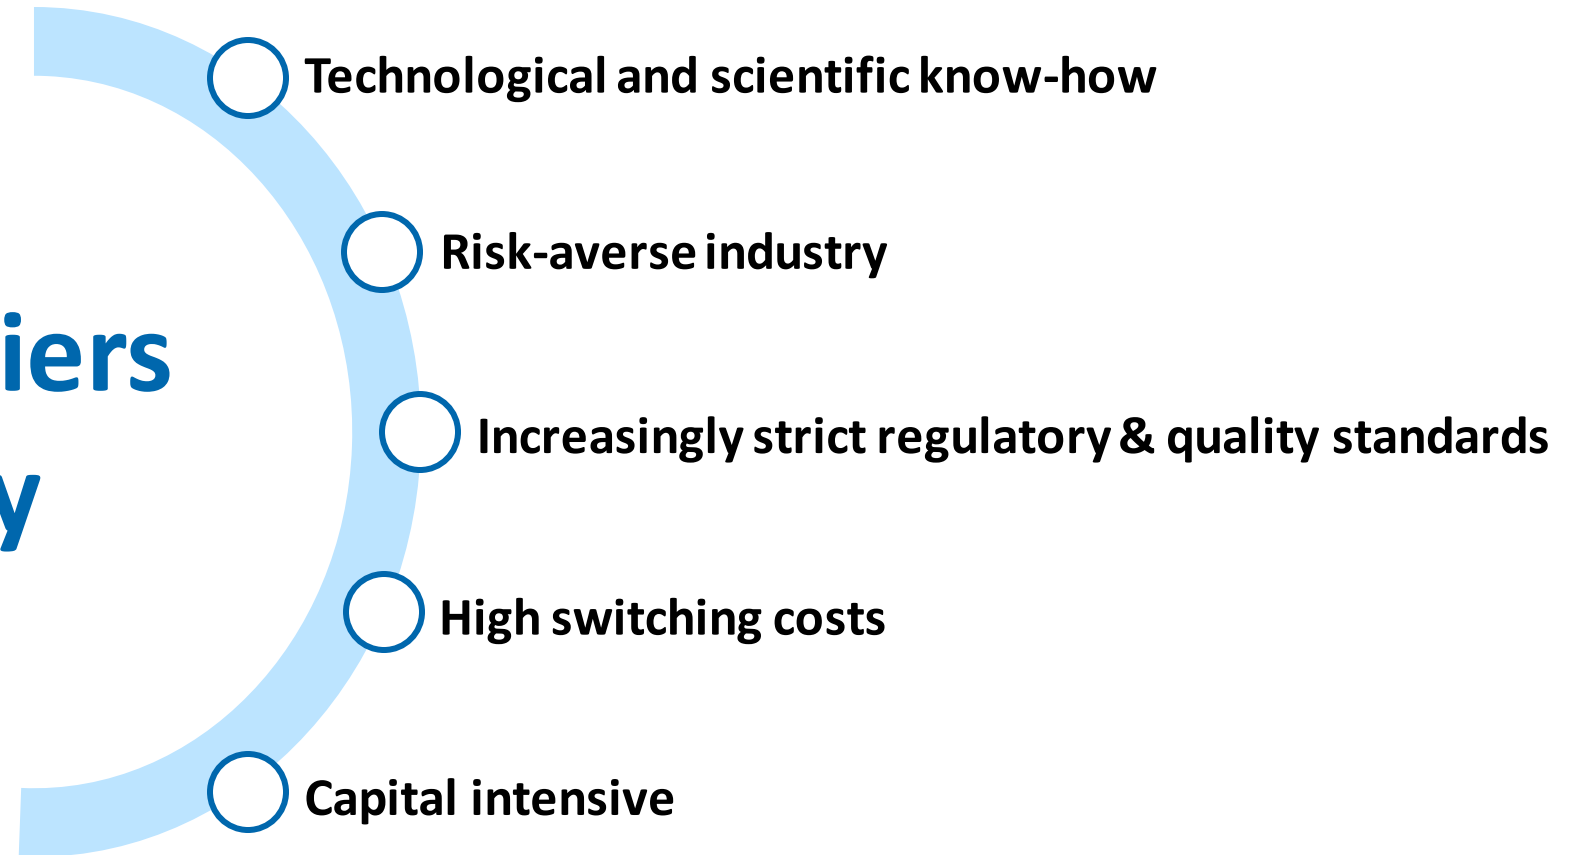 Technological and scientific know-how
Risk-averse industry
iers
Increasingly strict regulatory & quality standards
y
High switching costs
Capital intensive